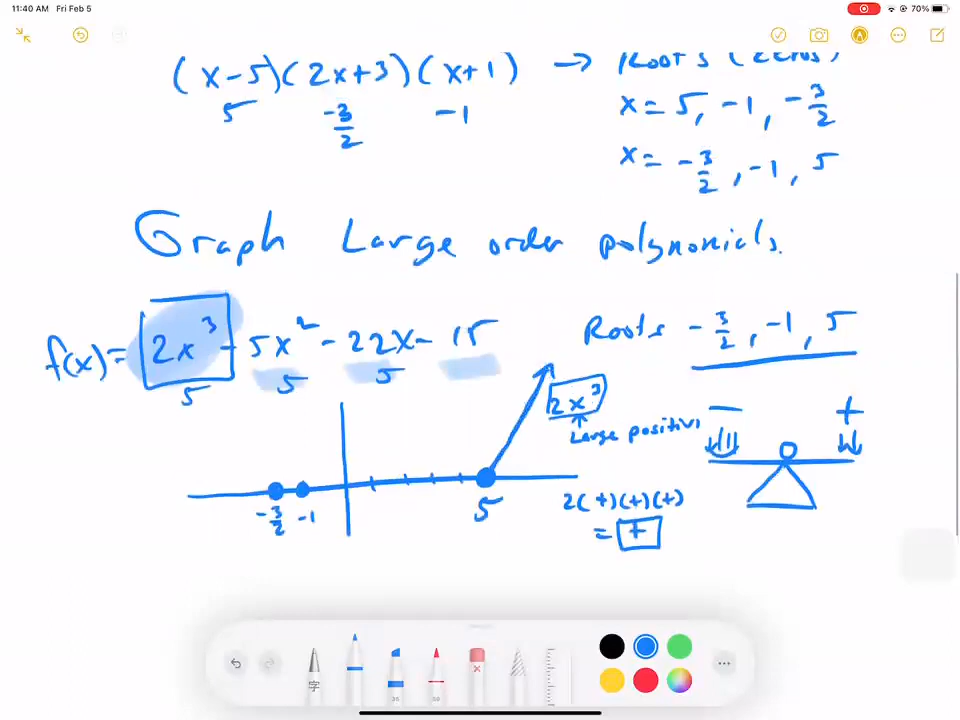 11:40 AM Fri Feb 5
70%
(x-5)(2x+3)(x+1) → Roots (zeros)
5 -3/2 -1
x = 5, -1, -3/2
x = -3/2, -1, 5
Graph Large order polynomials.
f(x) = 2x³ - 5x² - 22x - 15
5 5 5
Roots -3/2, -1, 5
2x³
Large positive
- +
-3/2 -1 5
2(+)(+)(+)
= +